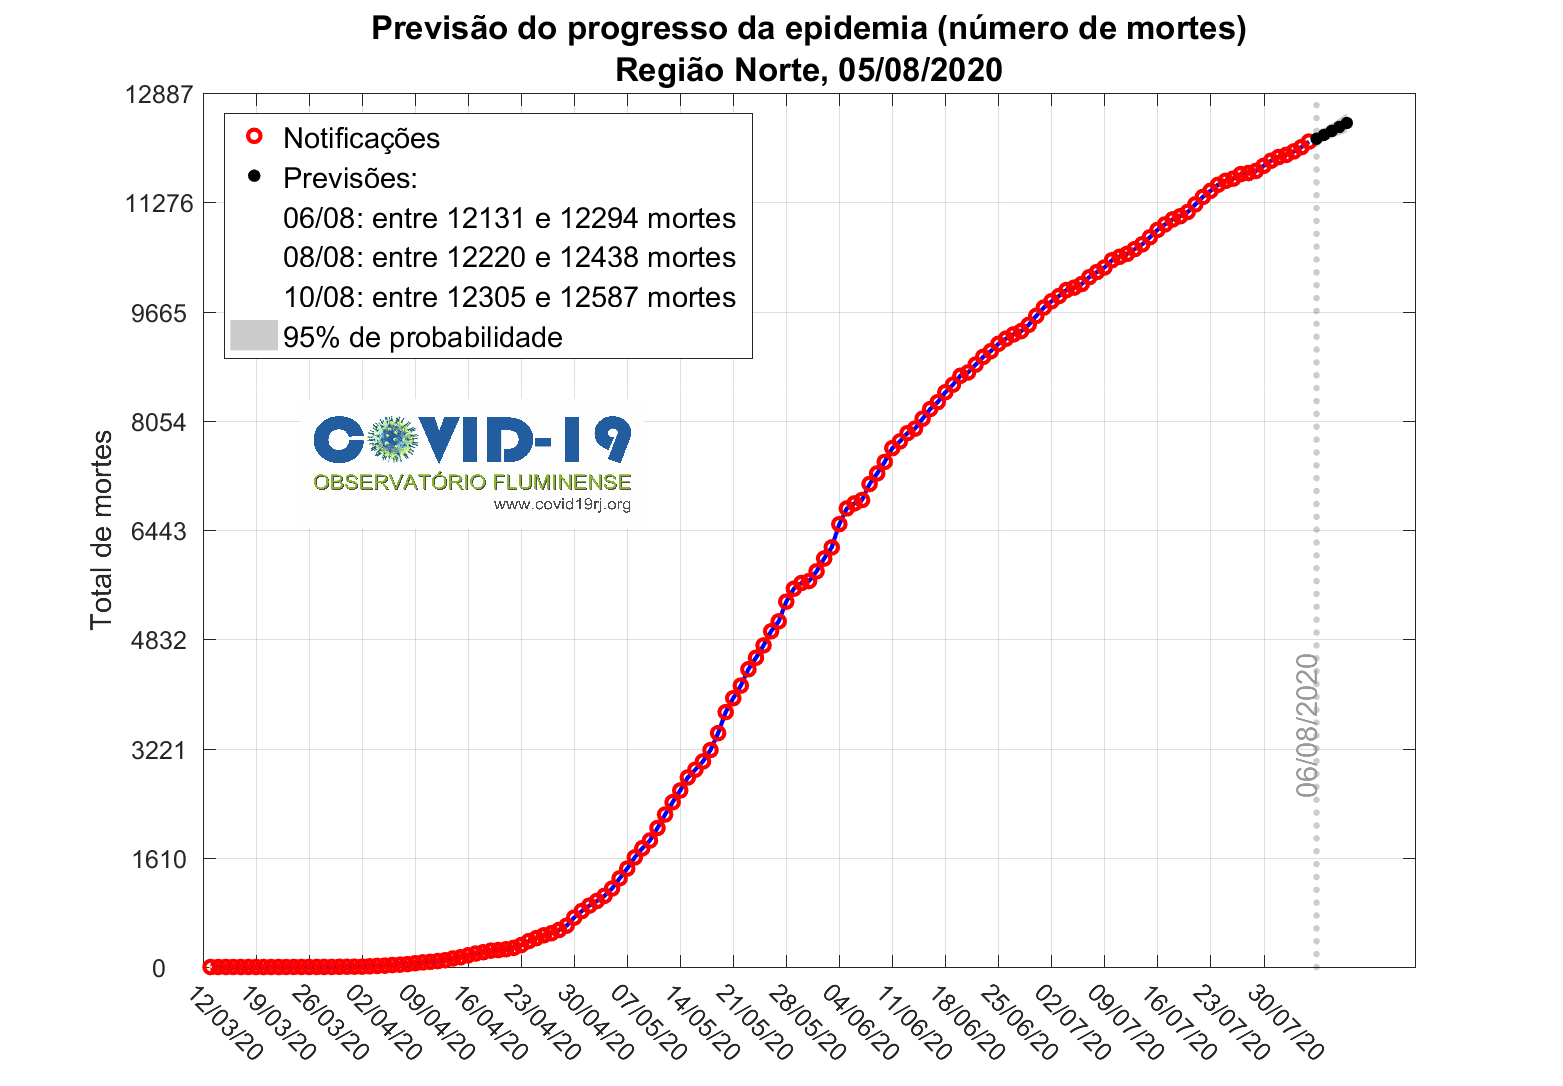 Previsão do progresso da epidemia (número de mortes)
Região Norte, 05/08/2020
12887
11276
9665
8054
6443
4832
3221
1610
0
Total de mortes
Notificações
Previsões:
06/08: entre 12131 e 12294 mortes
08/08: entre 12220 e 12438 mortes
10/08: entre 12305 e 12587 mortes
95% de probabilidade
COVID-19
OBSERVATÓRIO FLUMINENSE
www.covid19rj.org
06/08/2020
12/03/20
19/03/20
26/03/20
02/04/20
09/04/20
16/04/20
23/04/20
30/04/20
07/05/20
14/05/20
21/05/20
28/05/20
04/06/20
11/06/20
18/06/20
25/06/20
02/07/20
09/07/20
16/07/20
23/07/20
30/07/20